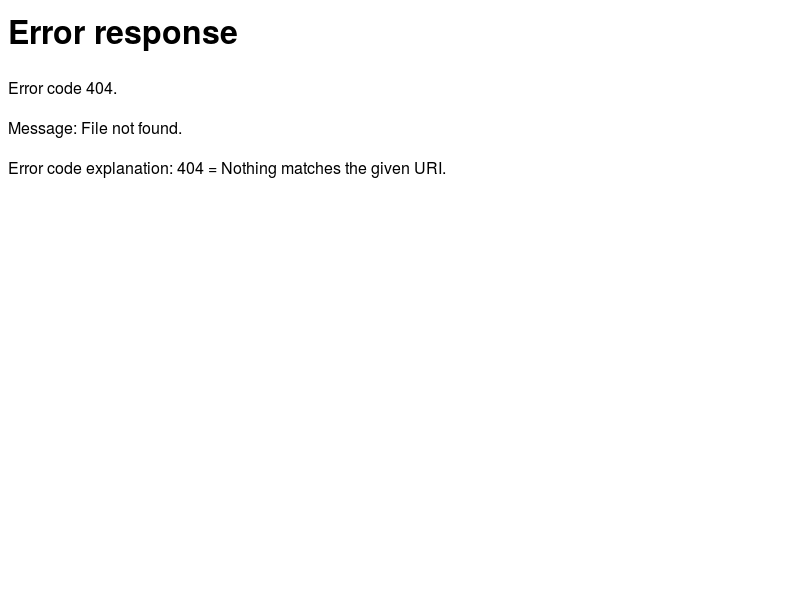 Error response
Error code 404.
Message: File not found.
Error code explanation: 404 = Nothing matches the given URI.